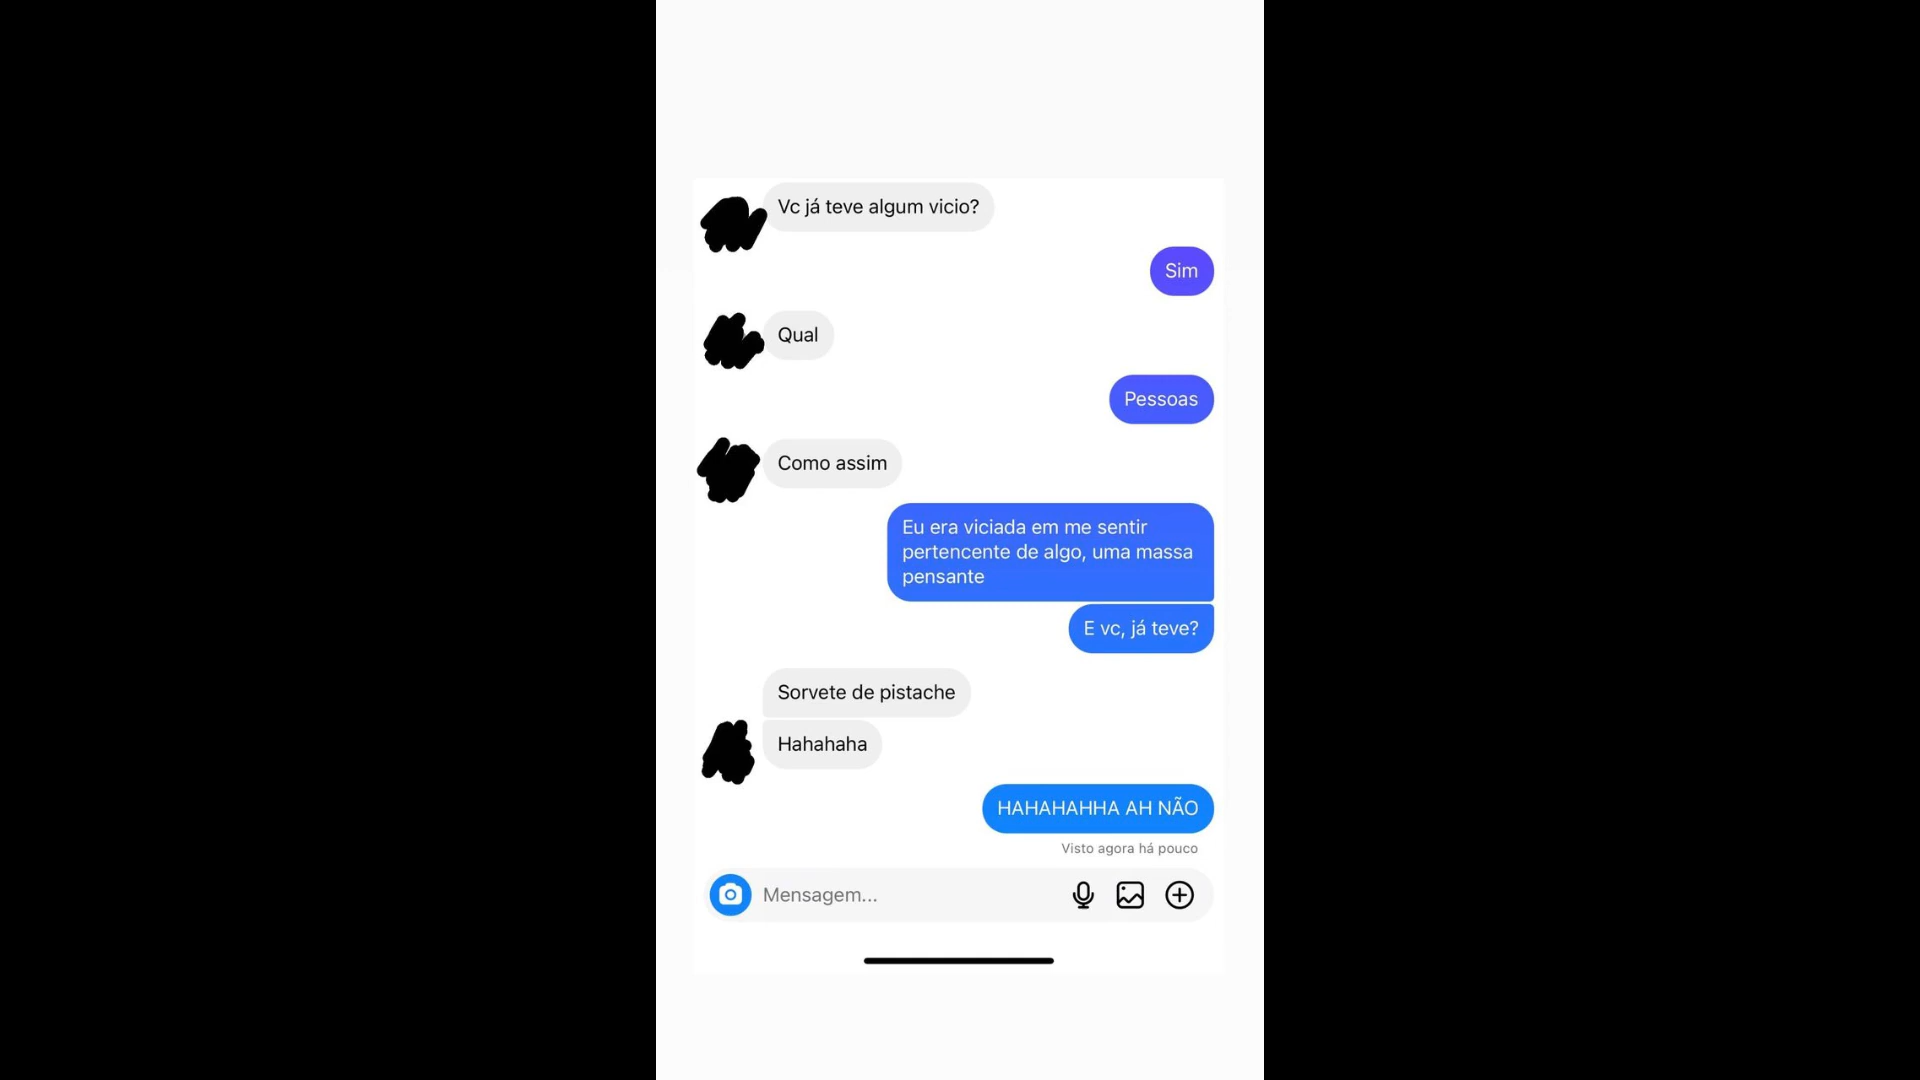 Vc já teve algum vicio?
Sim
Qual
Pessoas
Como assim
Eu era viciada em me sentir
pertencente de algo, uma massa
pensante
E vc, já teve?
Sorvete de pistache
Hahahaha
HAHAHAHHA AH NÃO
Visto agora há pouco
Mensagem...